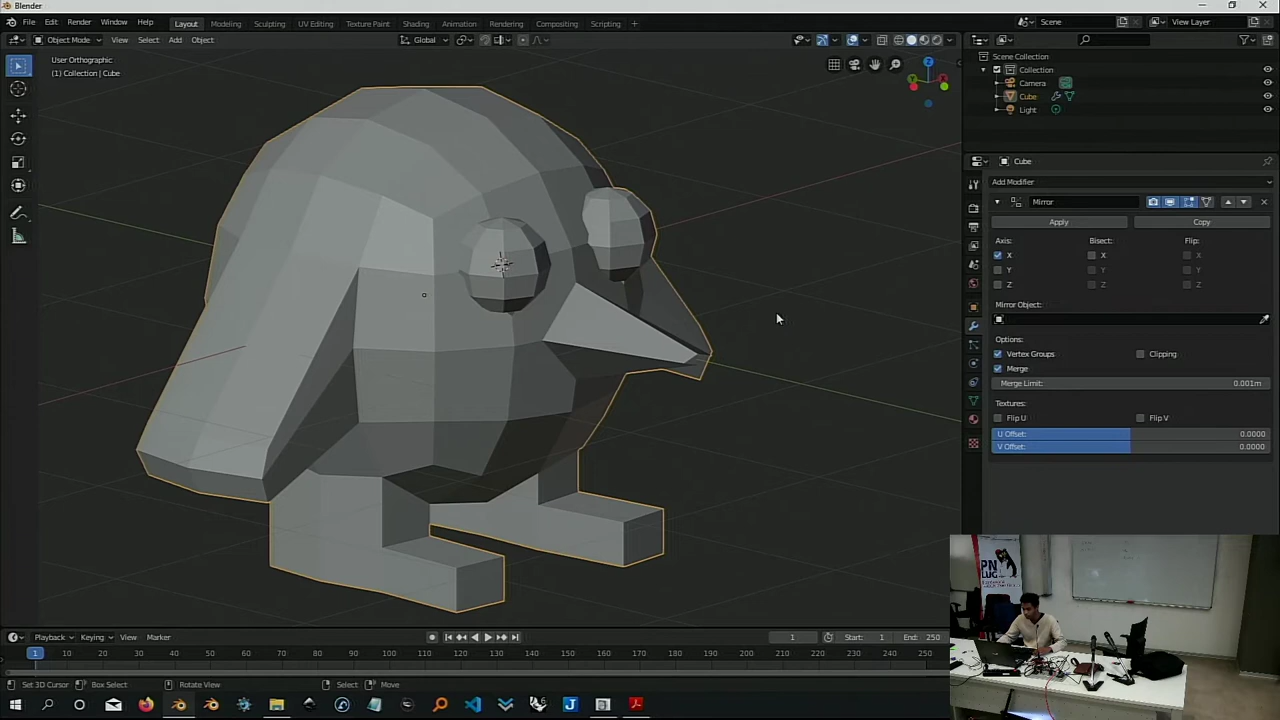 Blender
File Edit Render Window Help Layout Modeling Sculpting UV Editing Texture Paint Shading Animation Rendering Compositing Scripting + Scene View Layer
Object Mode View Select Add Object Global
User Orthographic
(1) Collection | Cube
Scene Collection
Collection
Camera
Cube
Light
Cube
Add Modifier
Mirror
Apply Copy
Axis: Bisect: Flip:
X X X
Y Y Y
Z Z Z
Mirror Object:
Options:
Vertex Groups Clipping
Merge
Merge Limit: 0.001m
Textures:
Flip U Flip V
U Offset: 0.0000
V Offset: 0.0000
PN
LUG
Playback Keying View Marker 1 Start: 1 End: 250
1 10 20 30 40 50 60 70 80 90 100 110 120 130 140 150 160 170 180 190 200 210 220 230 240 250
Set 3D Cursor Box Select Rotate View Select Move